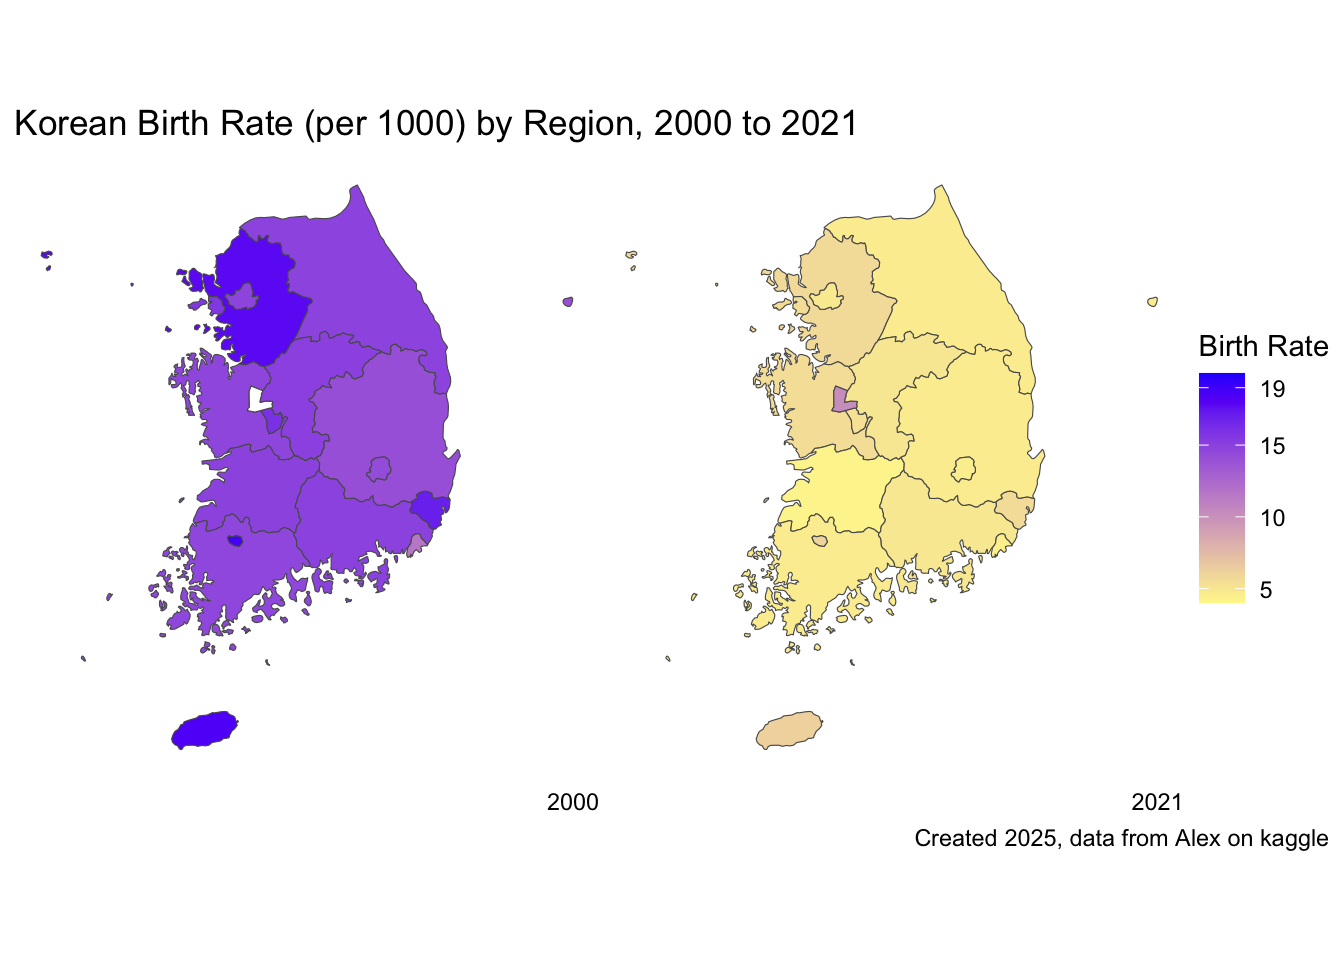 Korean Birth Rate (per 1000) by Region, 2000 to 2021
Birth Rate
19
15
10
5
2000
2021
Created 2025, data from Alex on kaggle